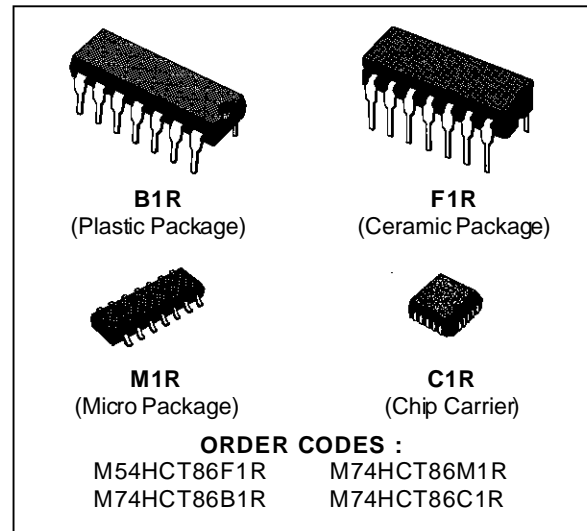 B1R
(Plastic Package)
F1R
(Ceramic Package)
M1R
(Micro Package)
C1R
(Chip Carrier)
ORDER CODES :
M54HCT86F1R M74HCT86M1R
M74HCT86B1R M74HCT86C1R